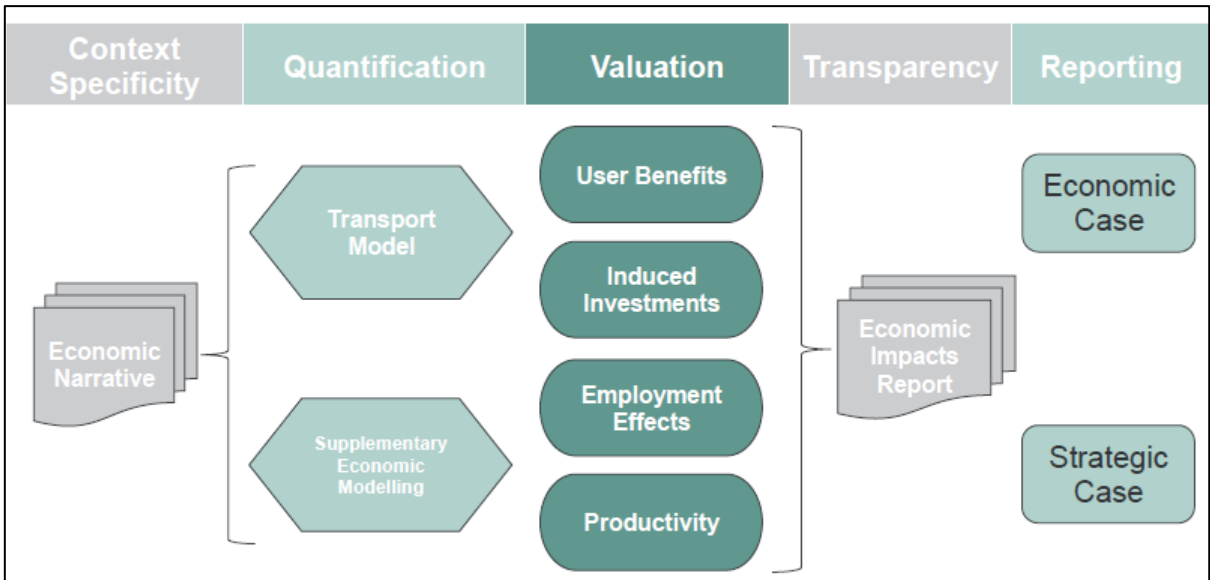 Context
Specificity
Quantification
Valuation
Transparency
Reporting
Economic
Narrative
Transport
Model
Supplementary
Economic
Modelling
User Benefits
Induced
Investments
Employment
Effects
Productivity
Economic
Impacts
Report
Economic
Case
Strategic
Case